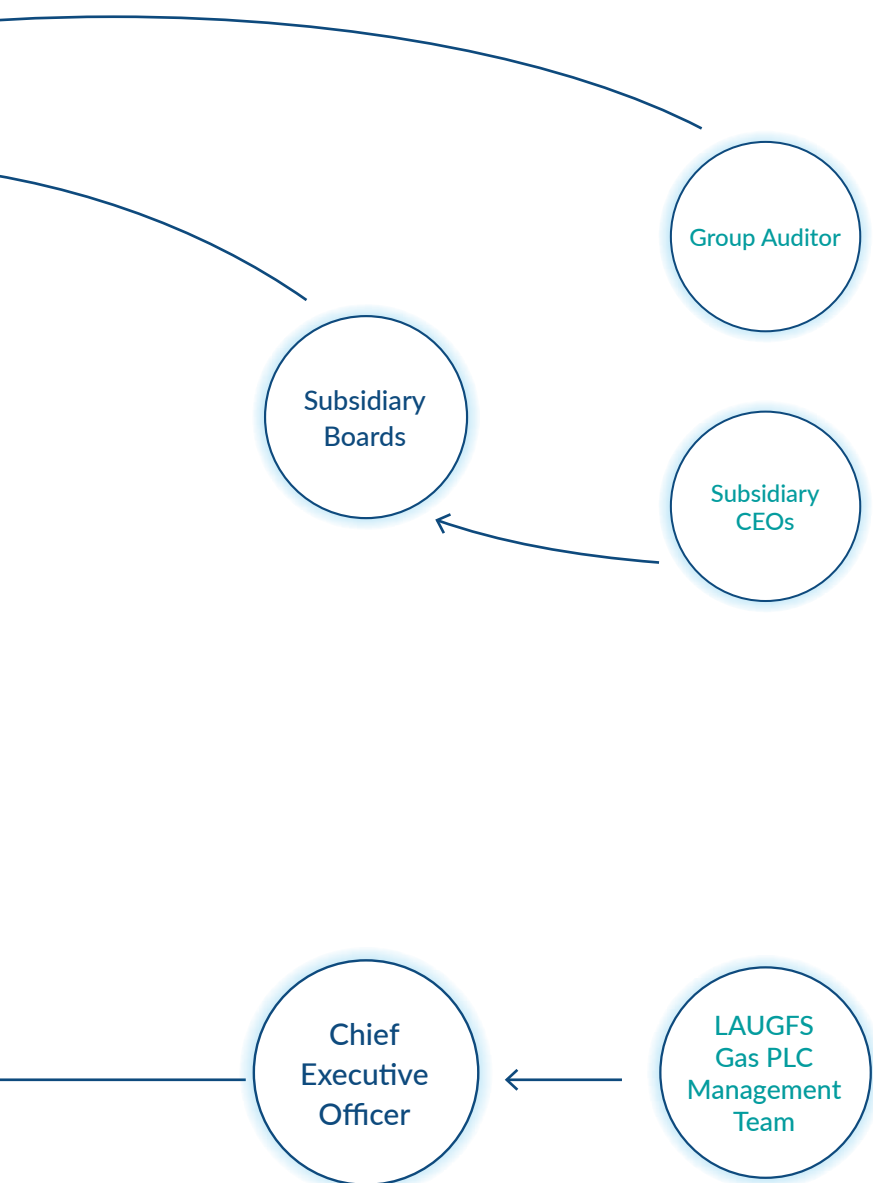 Group Auditor
Subsidiary
Boards
Subsidiary
CEOs
Chief
Executive
Officer
LAUGFS
Gas PLC
Management
Team